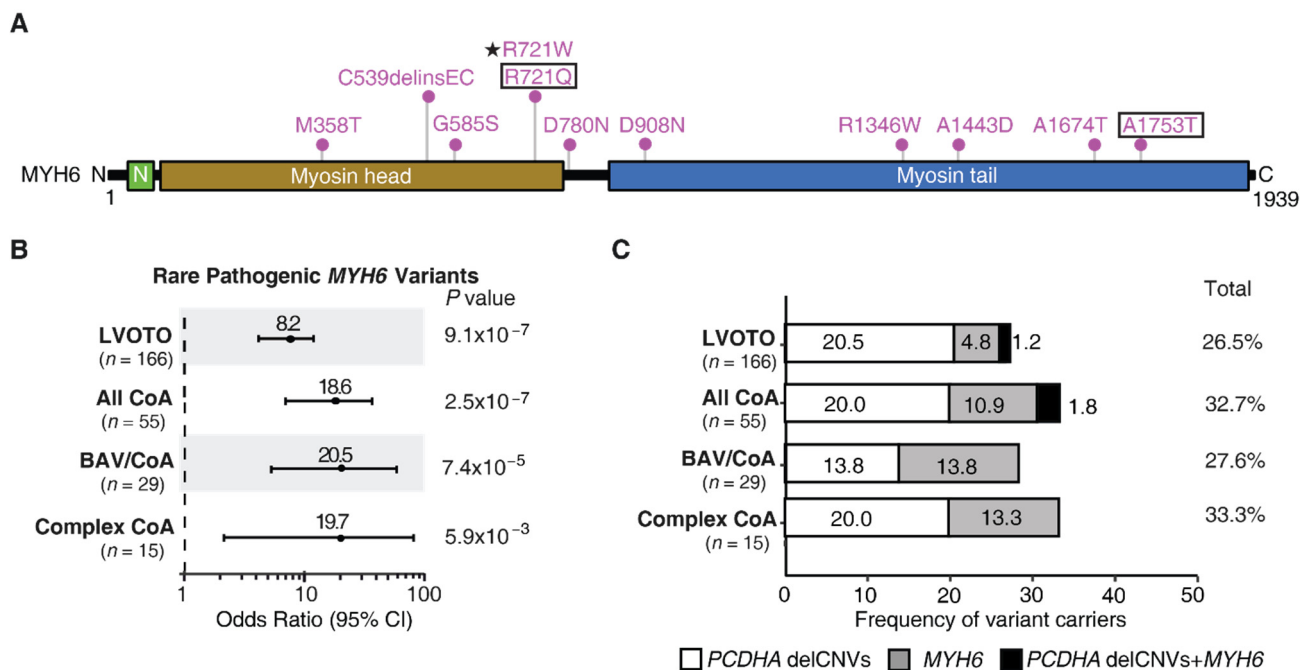 A
★R721W
C539delinsEC R721Q
M358T G585S D780N D908N R1346W A1443D A1674T A1753T
MYH6 N N Myosin head Myosin tail C
1 1939
B
Rare Pathogenic MYH6 Variants
P value
LVOTO 8.2 9.1x10⁻⁷
(n = 166)
All CoA 18.6 2.5x10⁻⁷
(n = 55)
BAV/CoA 20.5 7.4x10⁻⁵
(n = 29)
Complex CoA 19.7 5.9x10⁻³
(n = 15)
1 10 100
Odds Ratio (95% CI)
C
Total
LVOTO 20.5 4.8 1.2 26.5%
(n = 166)
All CoA 20.0 10.9 1.8 32.7%
(n = 55)
BAV/CoA 13.8 13.8 27.6%
(n = 29)
Complex CoA 20.0 13.3 33.3%
(n = 15)
0 10 20 30 40 50
Frequency of variant carriers
PCDHA delCNVs MYH6 PCDHA delCNVs+MYH6